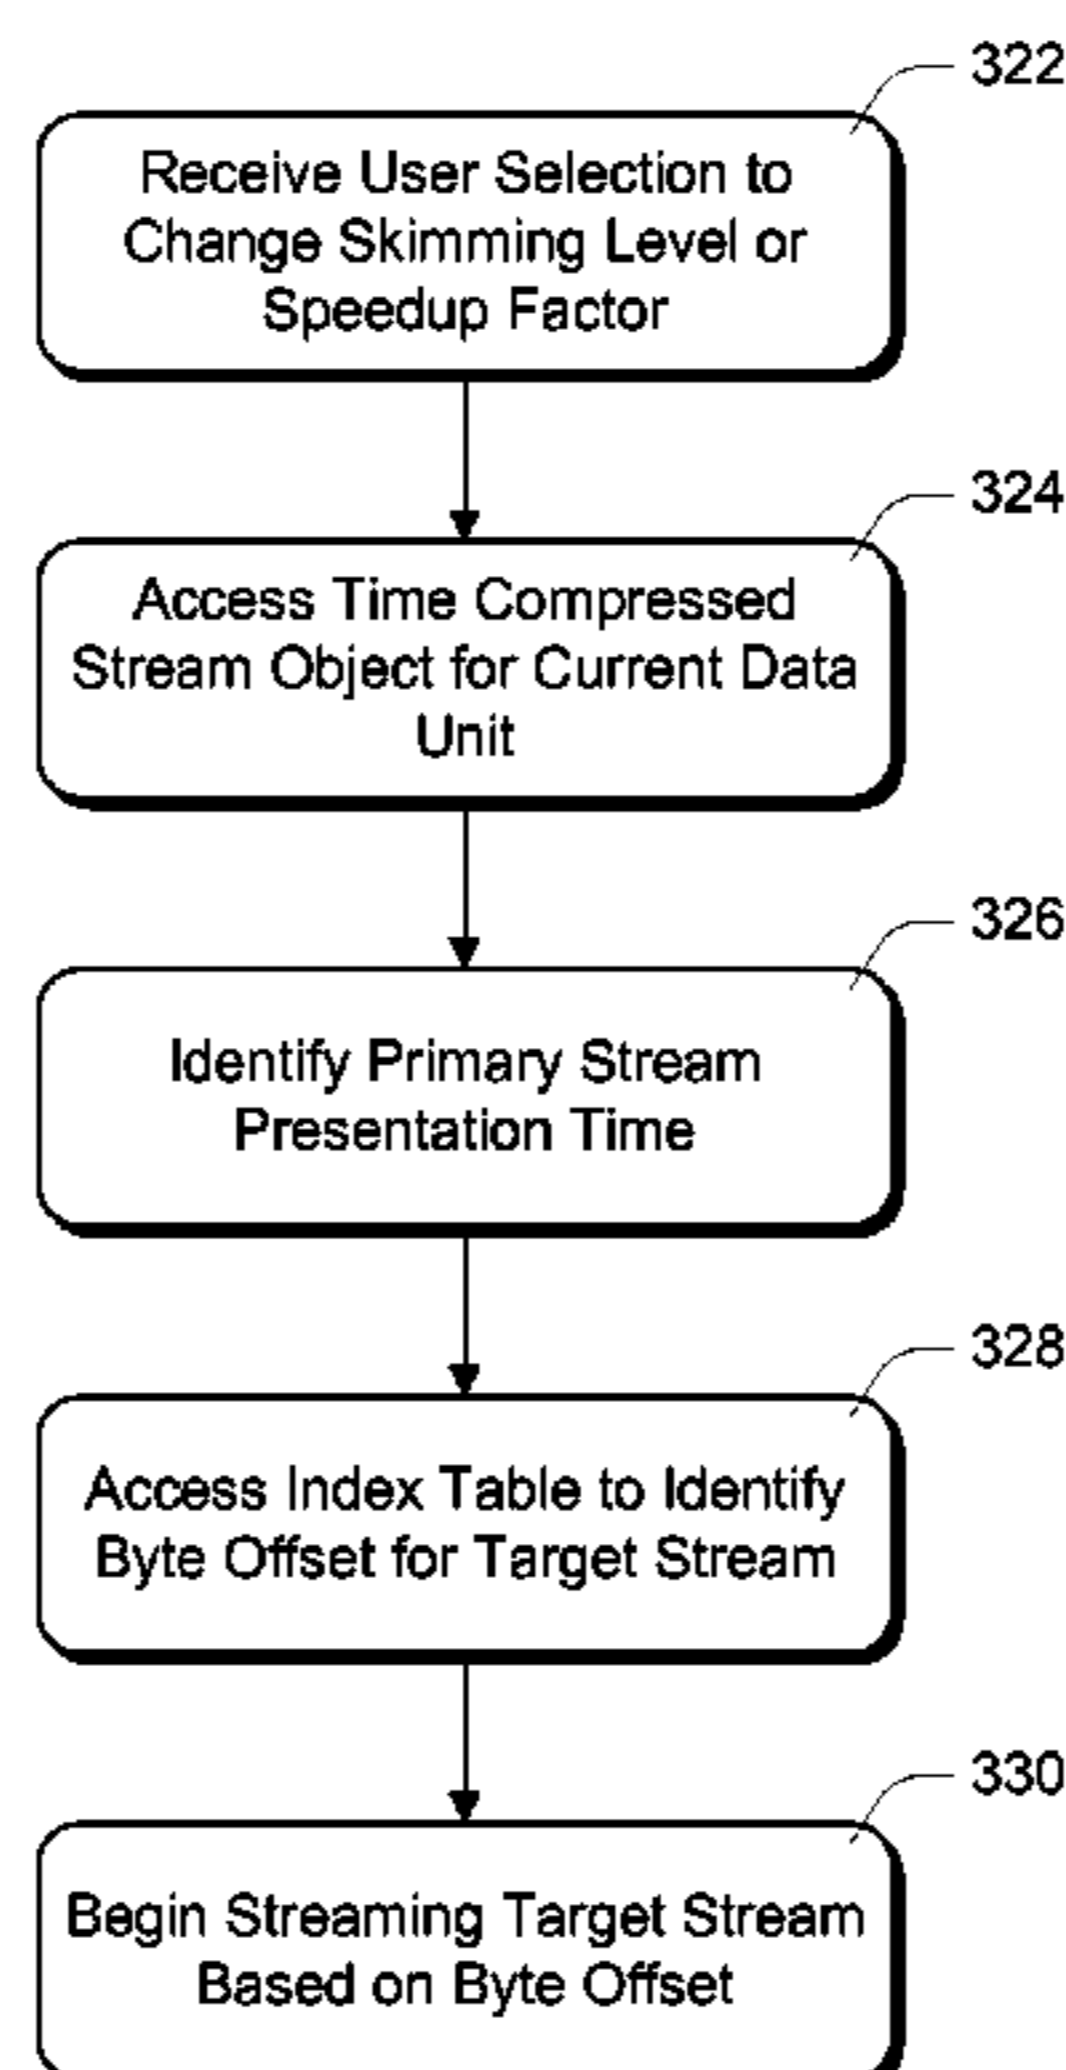 322
Receive User Selection to
Change Skimming Level or
Speedup Factor
324
Access Time Compressed
Stream Object for Current Data
Unit
326
Identify Primary Stream
Presentation Time
328
Access Index Table to Identify
Byte Offset for Target Stream
330
Begin Streaming Target Stream
Based on Byte Offset